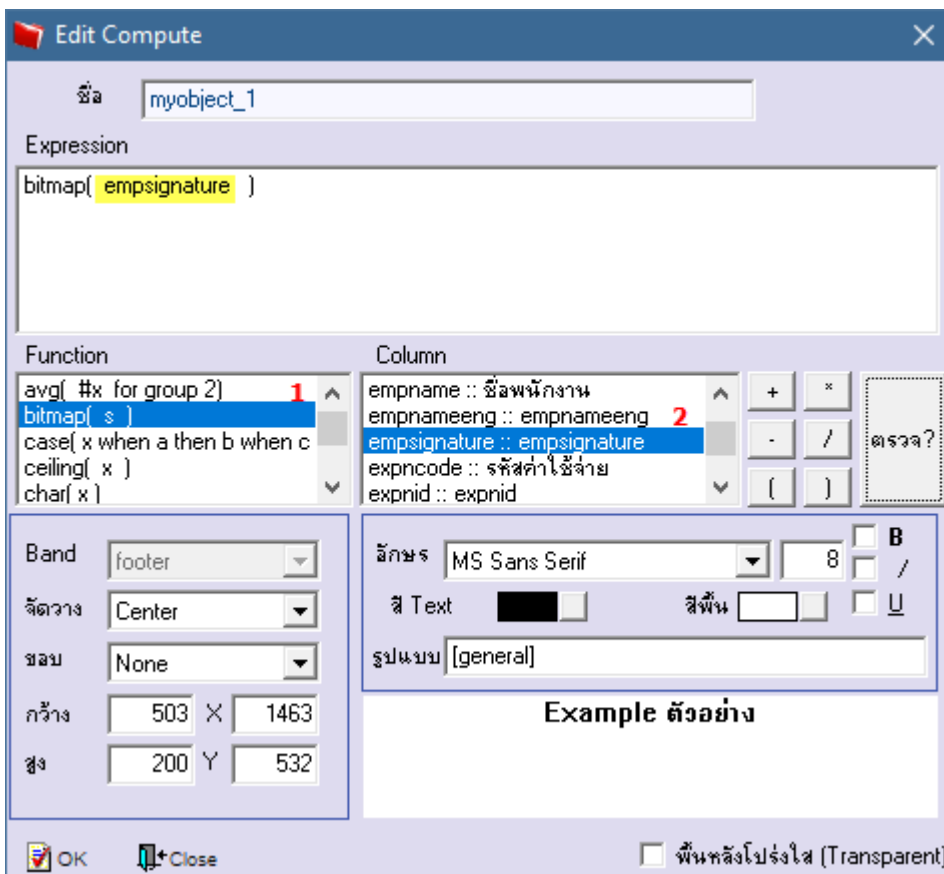 Edit Compute
ชื่อ myobject_1
Expression
bitmap( empsignature )
Function
Column
avg( #x for group 2) 1
bitmap( s )
case( x when a then b when c
ceiling( x )
char( x )
empname :: ชื่อพนักงาน
empnameeng :: empnameeng 2
empsignature :: empsignature
expncode :: รหัสค่าใช้จ่าย
expnid :: expnid
+ *
- /
( )
ตรวจ?
Band footer
จัดวาง Center
ขอบ None
กว้าง 503 X 1463
สูง 200 Y 532
อักษร MS Sans Serif 8
B
/
U
สี Text สีพื้น
รูปแบบ [general]
Example ตัวอย่าง
OK Close
พื้นหลังโปร่งใส (Transparent)